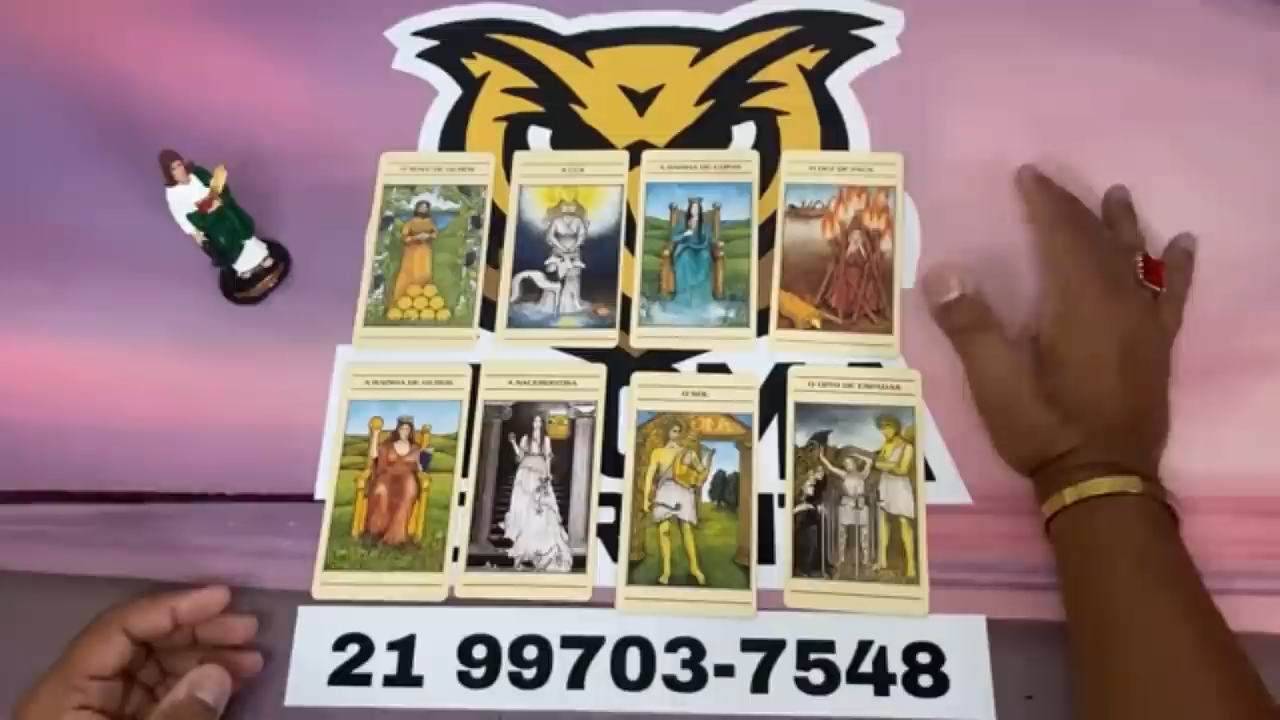 O NOVE DE OUROS
A LUA
A RAINHA DE COPAS
O DEZ DE PAUS
A RAINHA DE OUROS
A SACERDOTISA
O SOL
O OITO DE ESPADAS
21 99703-7548